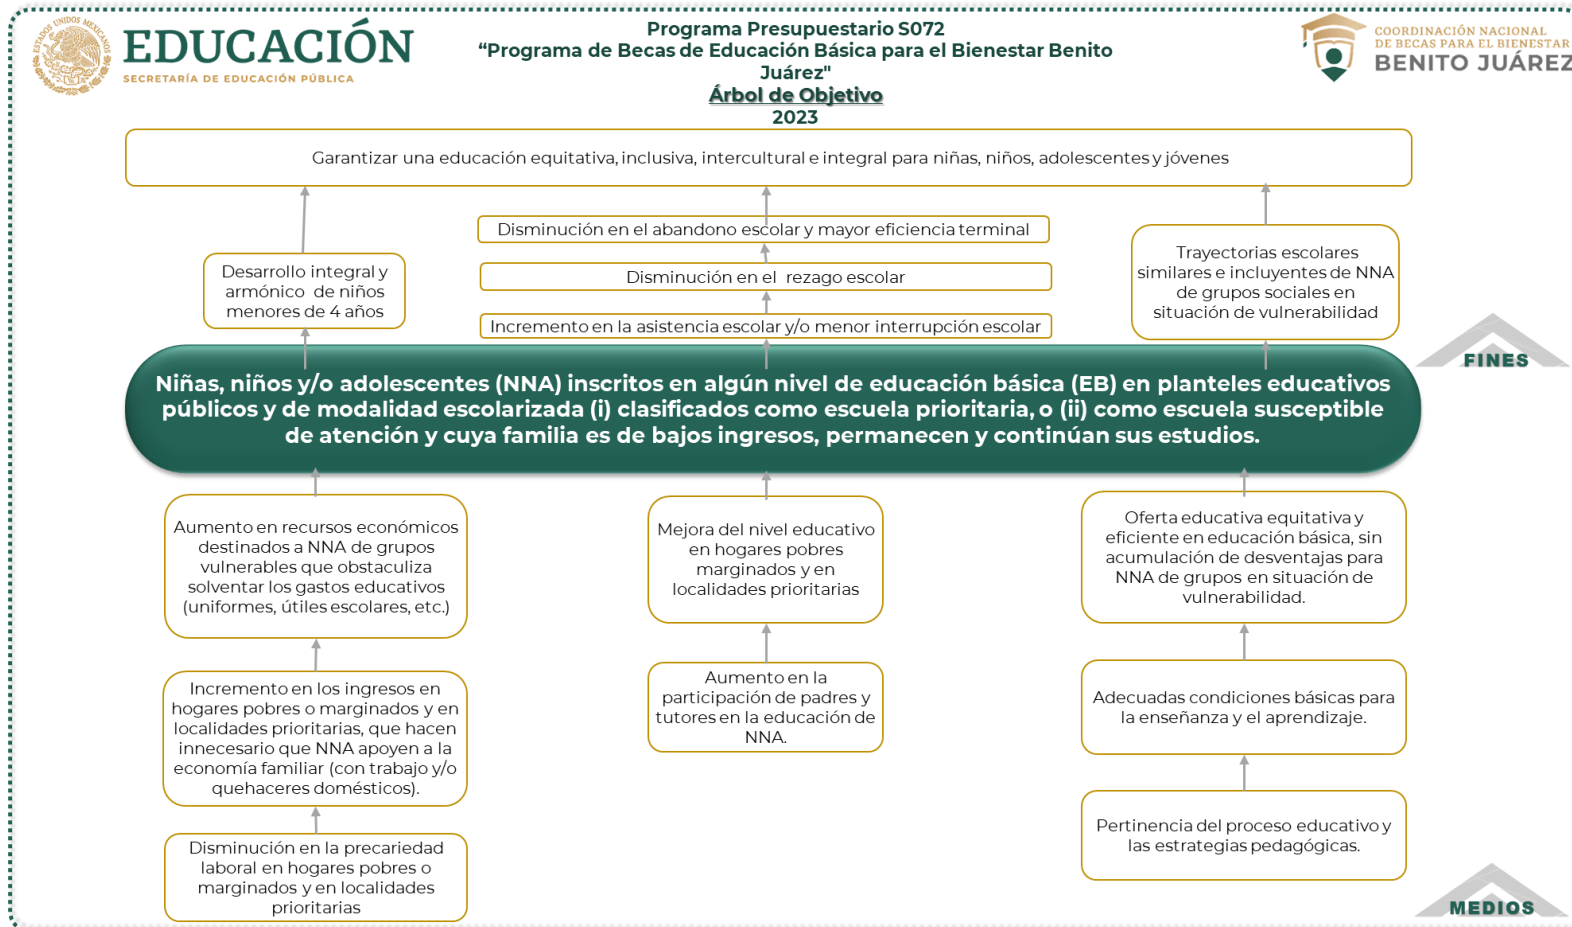 ESTADOS UNIDOS MEXICANOS
EDUCACIÓN
SECRETARÍA DE EDUCACIÓN PÚBLICA
Programa Presupuestario S072
“Programa de Becas de Educación Básica para el Bienestar Benito
Juárez"
Árbol de Objetivo
2023
COORDINACIÓN NACIONAL
DE BECAS PARA EL BIENESTAR
BENITO JUÁREZ
Garantizar una educación equitativa, inclusiva, intercultural e integral para niñas, niños, adolescentes y jóvenes
Desarrollo integral y
armónico de niños
menores de 4 años
Disminución en el abandono escolar y mayor eficiencia terminal
Disminución en el rezago escolar
Incremento en la asistencia escolar y/o menor interrupción escolar
Trayectorias escolares
similares e incluyentes de NNA
de grupos sociales en
situación de vulnerabilidad
FINES
Niñas, niños y/o adolescentes (NNA) inscritos en algún nivel de educación básica (EB) en planteles educativos
públicos y de modalidad escolarizada (i) clasificados como escuela prioritaria, o (ii) como escuela susceptible
de atención y cuya familia es de bajos ingresos, permanecen y continúan sus estudios.
Aumento en recursos económicos
destinados a NNA de grupos
vulnerables que obstaculiza
solventar los gastos educativos
(uniformes, útiles escolares, etc.)
Incremento en los ingresos en
hogares pobres o marginados y en
localidades prioritarias, que hacen
innecesario que NNA apoyen a la
economía familiar (con trabajo y/o
quehaceres domésticos).
Disminución en la precariedad
laboral en hogares pobres o
marginados y en localidades
prioritarias
Mejora del nivel educativo
en hogares pobres
marginados y en
localidades prioritarias
Aumento en la
participación de padres y
tutores en la educación de
NNA.
Oferta educativa equitativa y
eficiente en educación básica, sin
acumulación de desventajas para
NNA de grupos en situación de
vulnerabilidad.
Adecuadas condiciones básicas para
la enseñanza y el aprendizaje.
Pertinencia del proceso educativo y
las estrategias pedagógicas.
MEDIOS